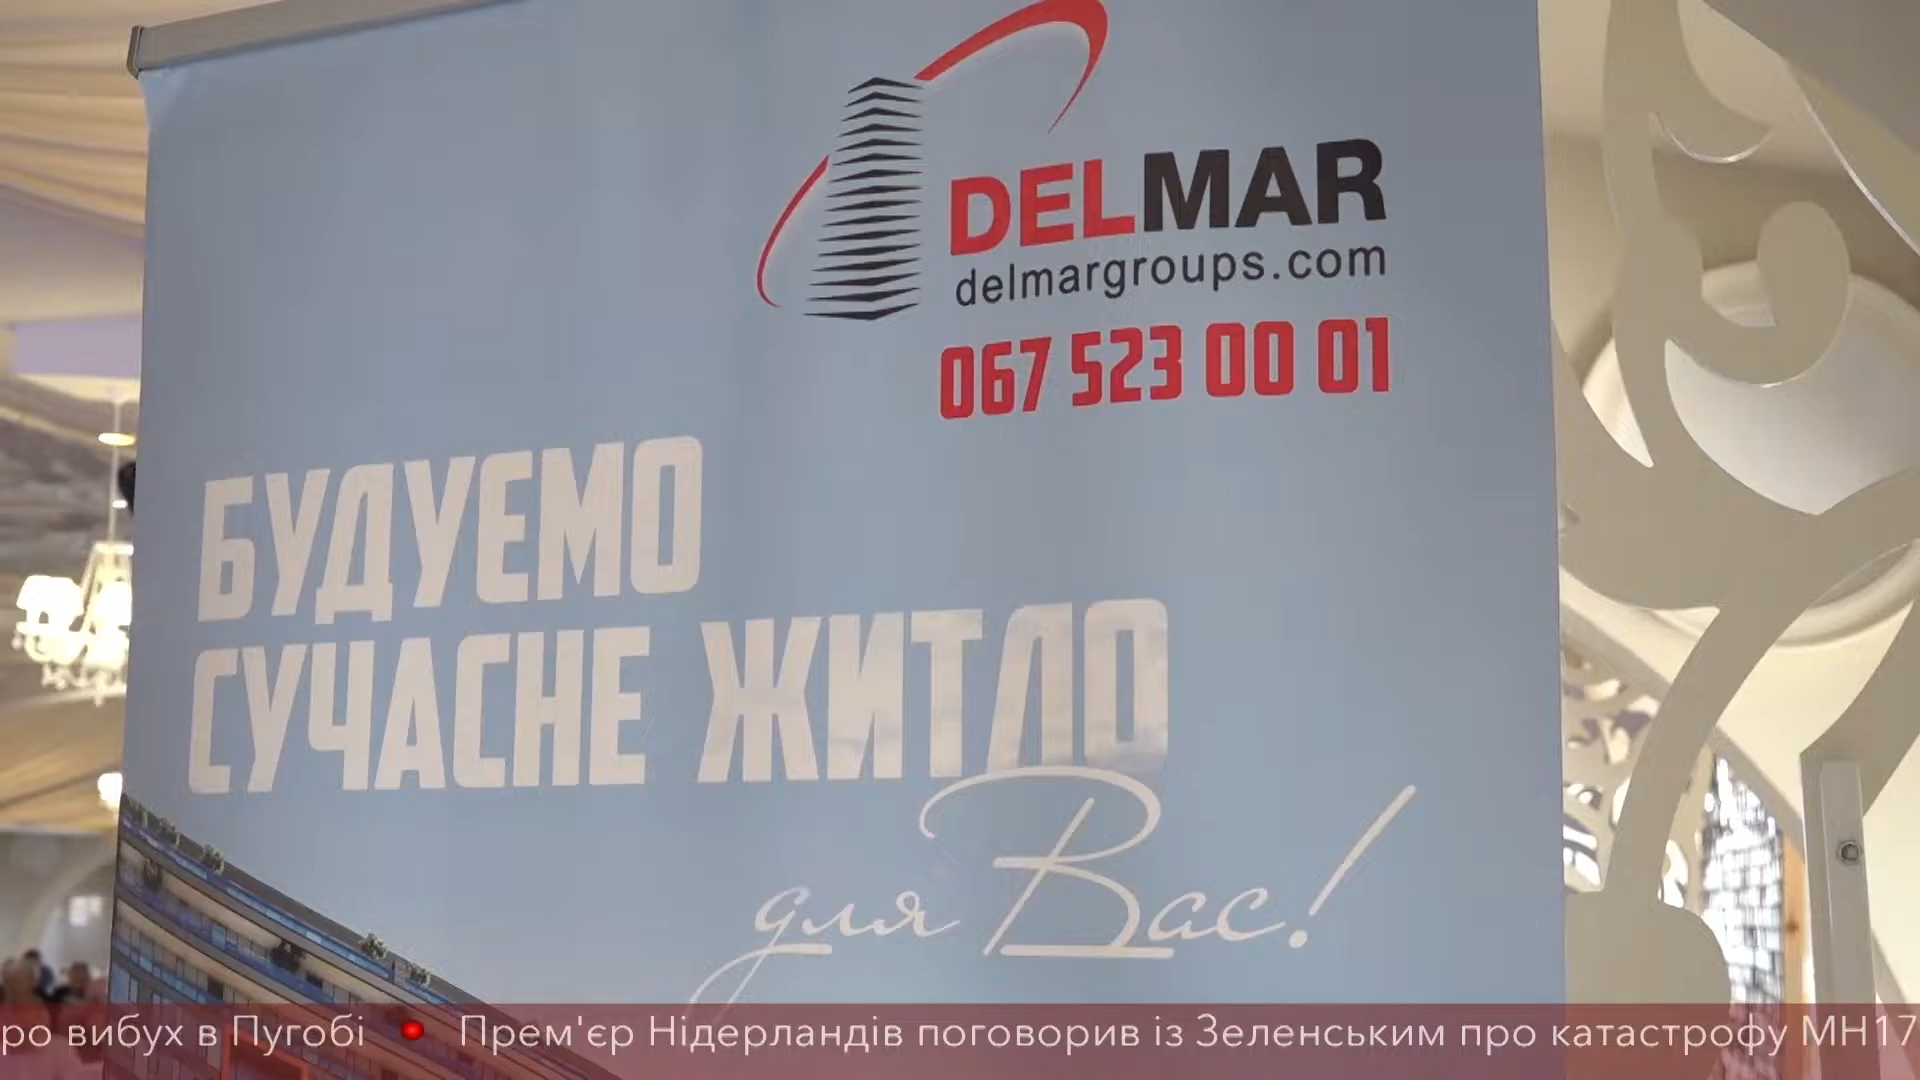 DELMAR
delmargroups.com
067 523 00 01
БУДУЄМО
СУЧАСНЕ ЖИТЛО
для Вас!
ро вибух в Пугобі • Прем'єр Нідерландів поговорив із Зеленським про катастрофу МН17